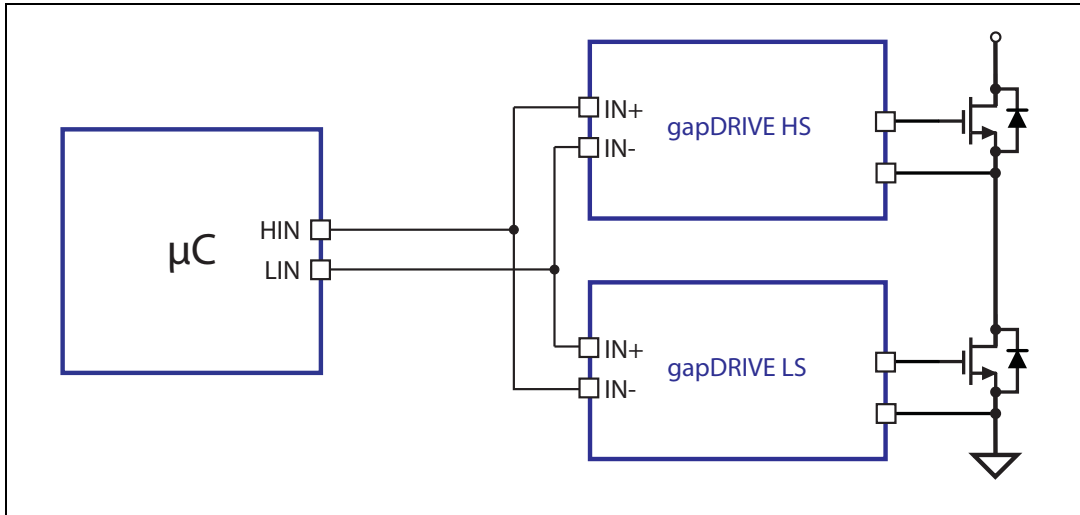 µC
HIN
LIN
IN+
IN-
gapDRIVE HS
IN+
IN-
gapDRIVE LS